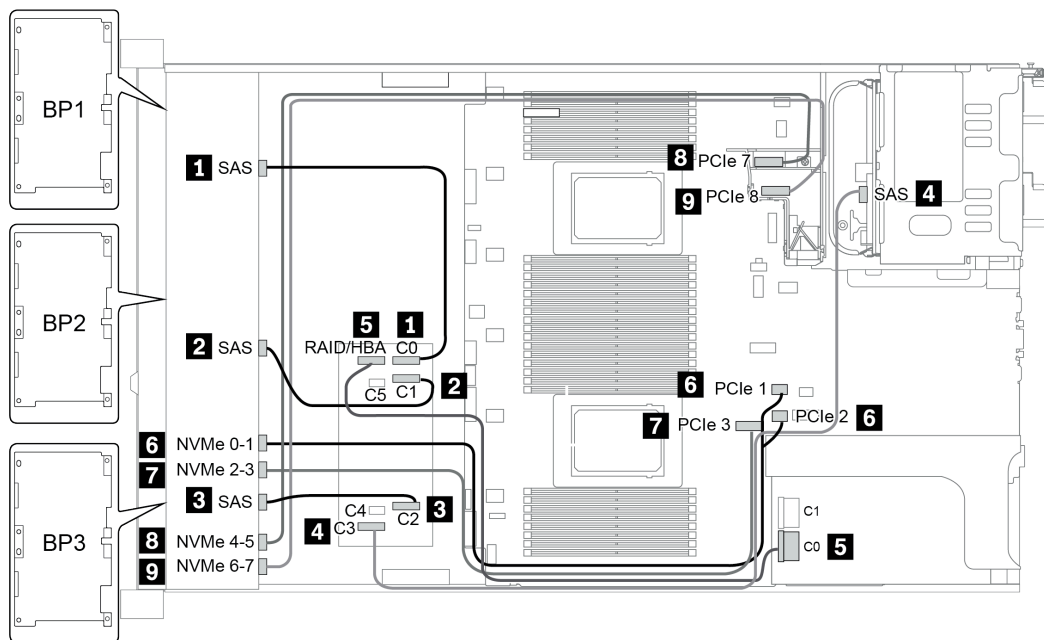 BP1
8 PCIe 7
1 SAS
9 PCIe 8
SAS 4
BP2
5 1
RAID/HBA C0
2 SAS
C5 C1 2
6 PCIe 1
7 PCIe 3
PCIe 2 6
6 NVMe 0-1
7 NVMe 2-3
3 SAS
C4 C2 3
4 C3
C1
BP3
8 NVMe 4-5
C0 5
9 NVMe 6-7